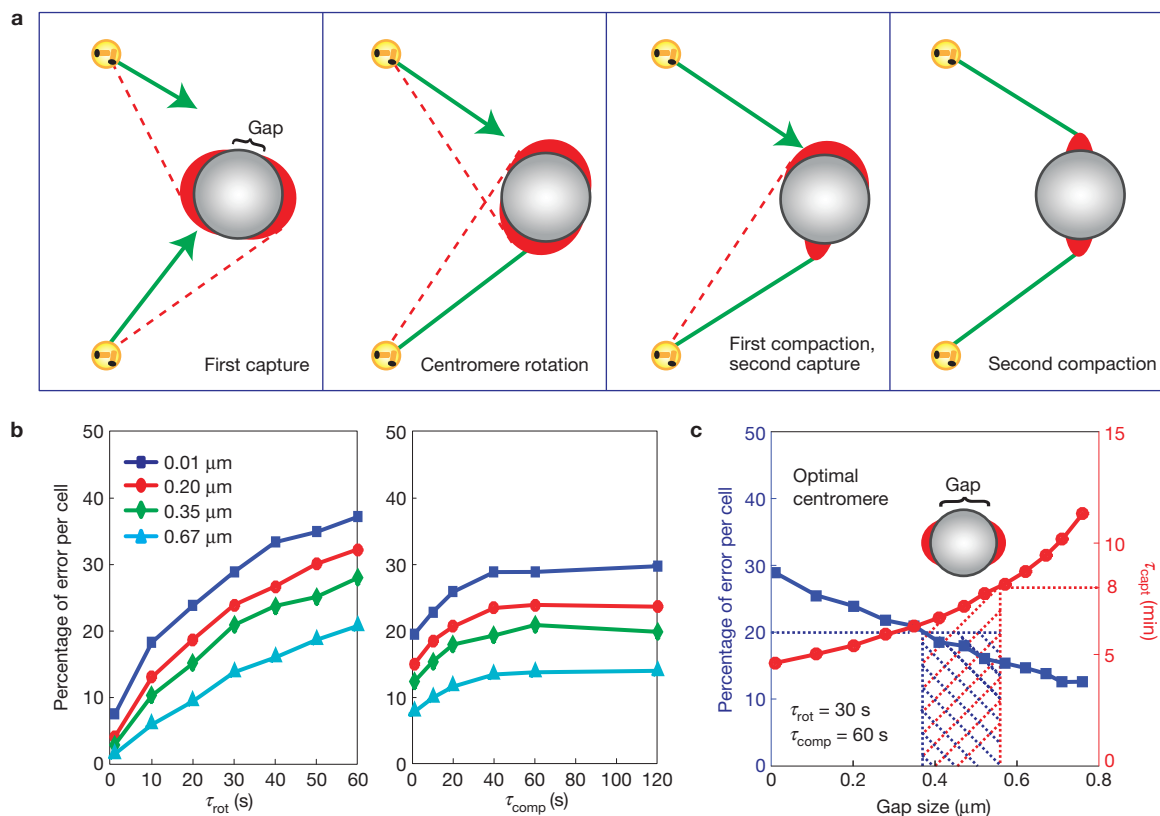 a
Gap
First capture
Centromere rotation
First compaction,
second capture
Second compaction
b
Percentage of error per cell
50
40
30
20
10
0
0.01 μm
0.20 μm
0.35 μm
0.67 μm
0 10 20 30 40 50 60
τrot (s)
50
40
30
20
10
0
0 20 40 60 80 100 120
τcomp (s)
c
Percentage of error per cell
50
40
30
20
10
0
Optimal
centromere
Gap
τrot = 30 s
τcomp = 60 s
0 0.2 0.4 0.6 0.8
Gap size (μm)
15
10
8
5
0
τcapt (min)